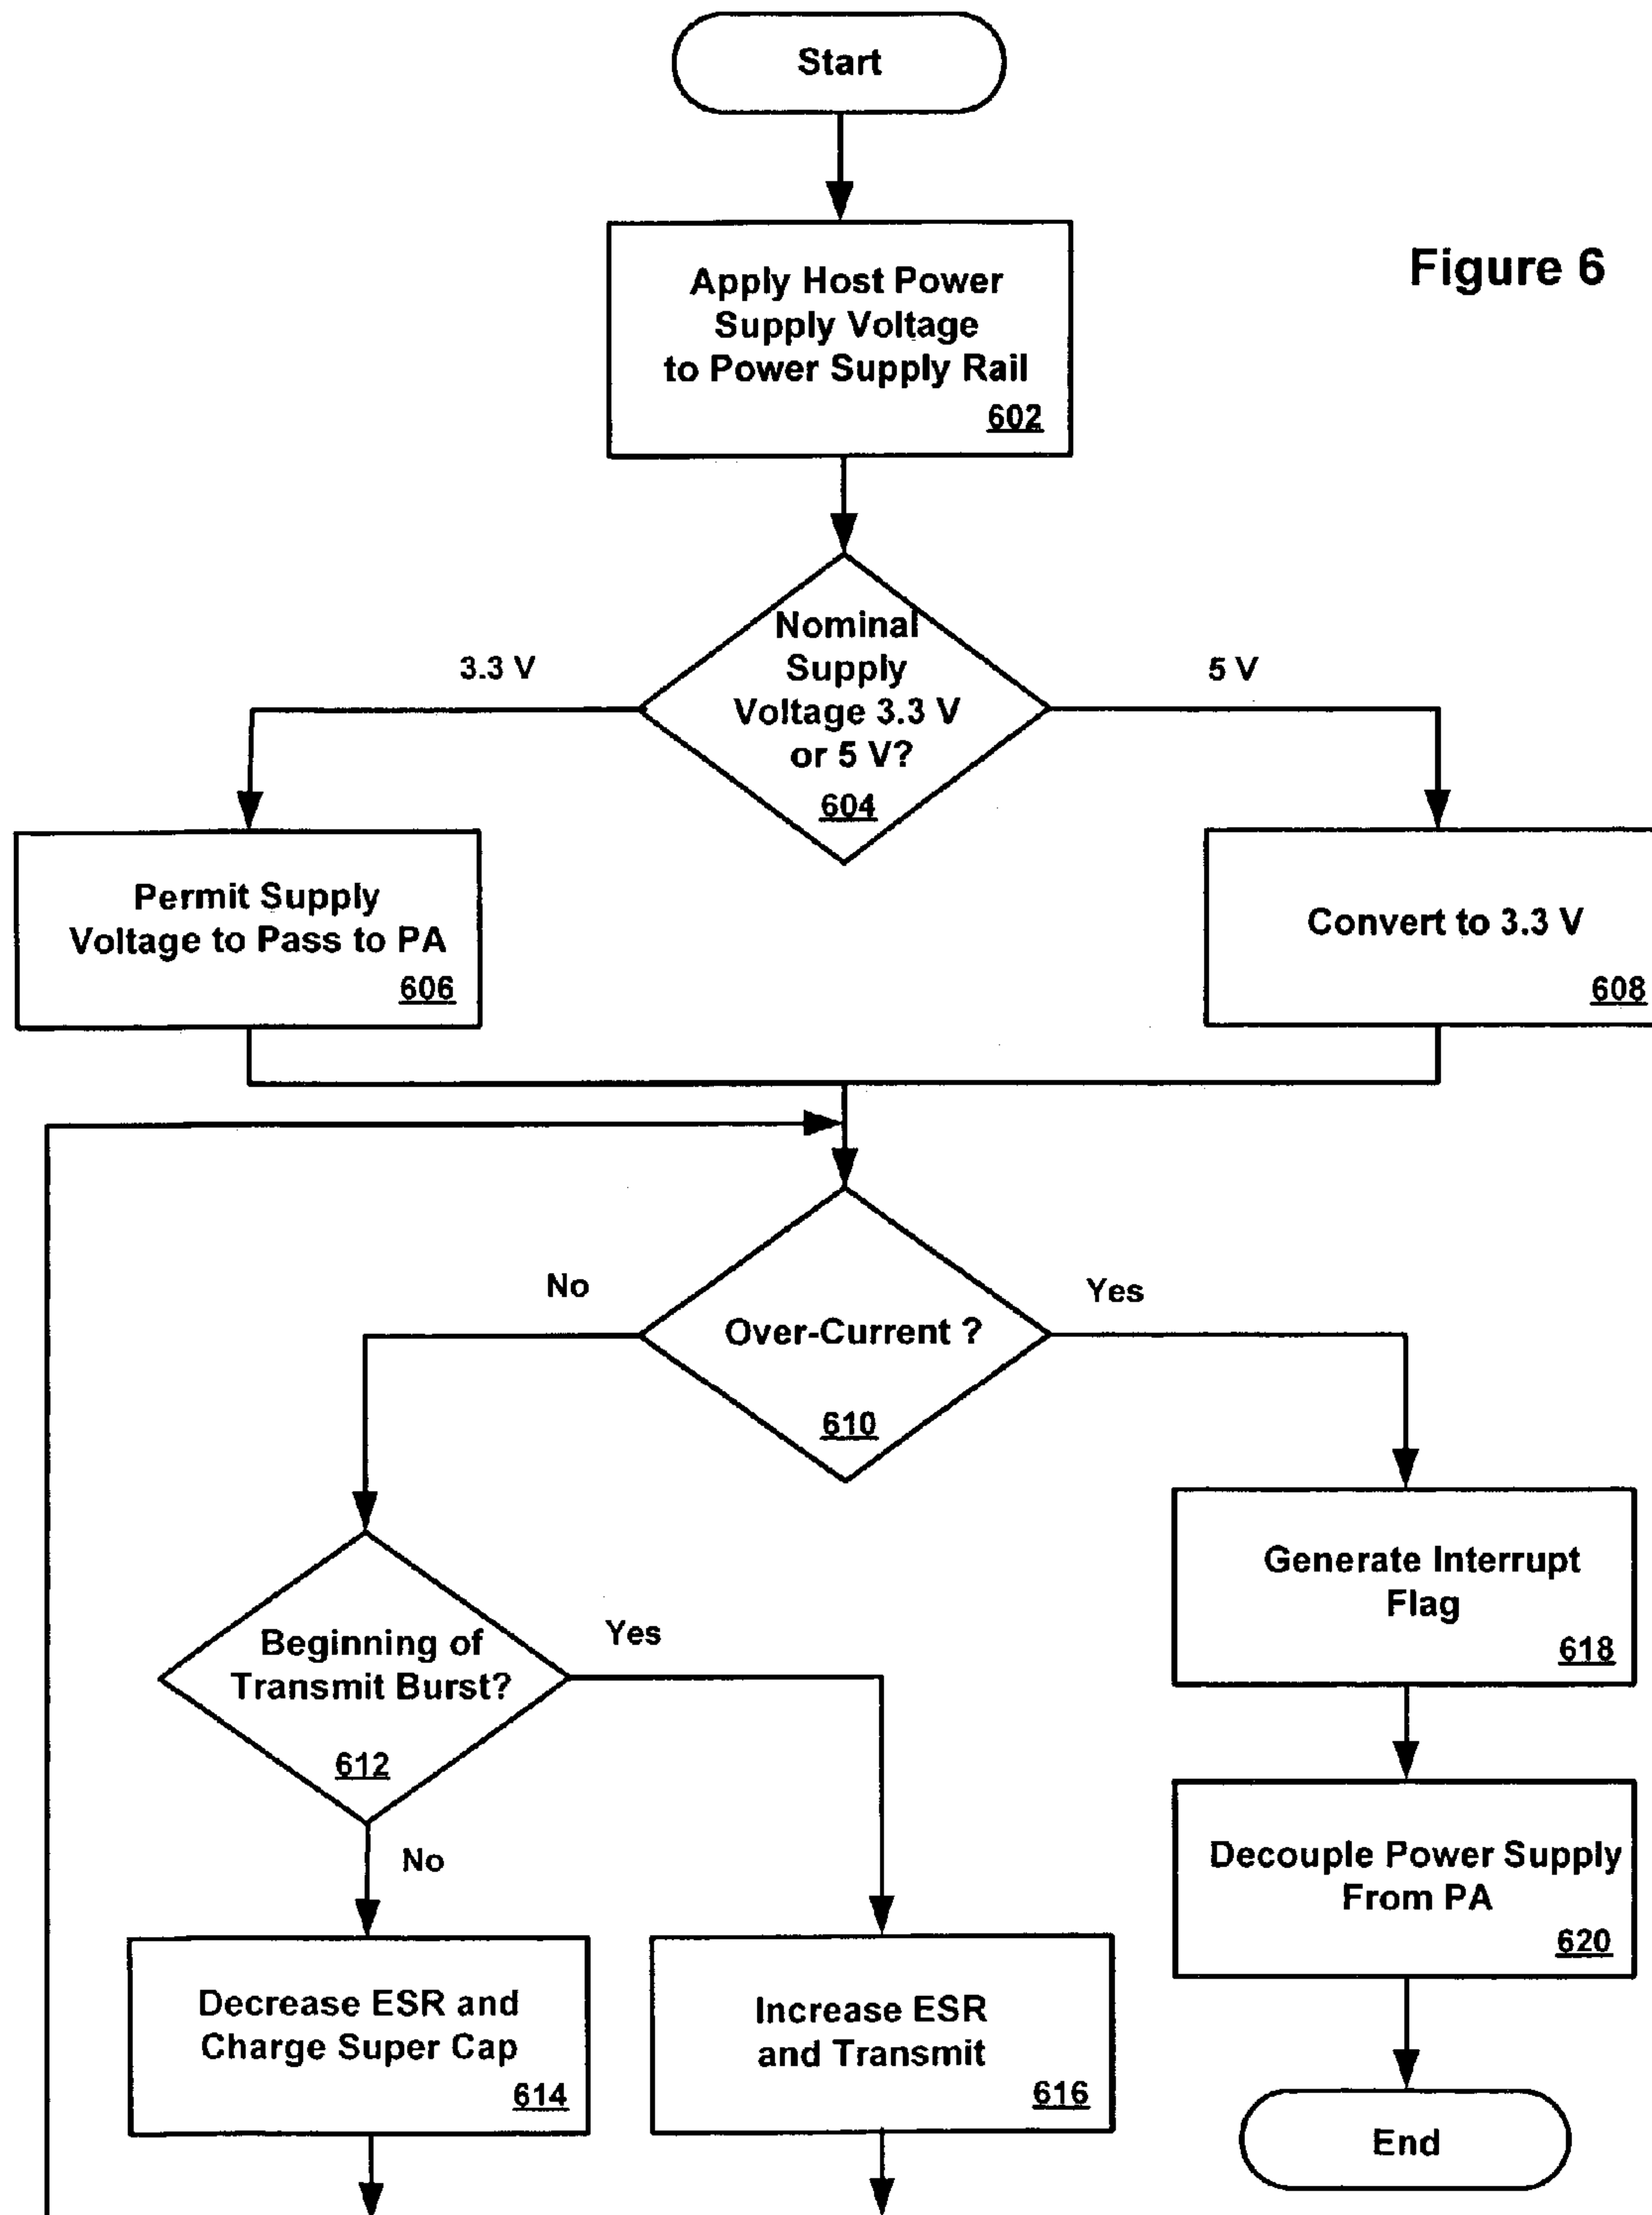 Start
Figure 6
Apply Host Power
Supply Voltage
to Power Supply Rail
602
Nominal
Supply
Voltage 3.3 V
or 5 V?
604
3.3 V
5 V
Permit Supply
Voltage to Pass to PA
606
Convert to 3.3 V
608
Over-Current ?
610
No
Yes
Beginning of
Transmit Burst?
612
Yes
No
Generate Interrupt
Flag
618
Decouple Power Supply
From PA
620
Decrease ESR and
Charge Super Cap
614
Increase ESR
and Transmit
616
End